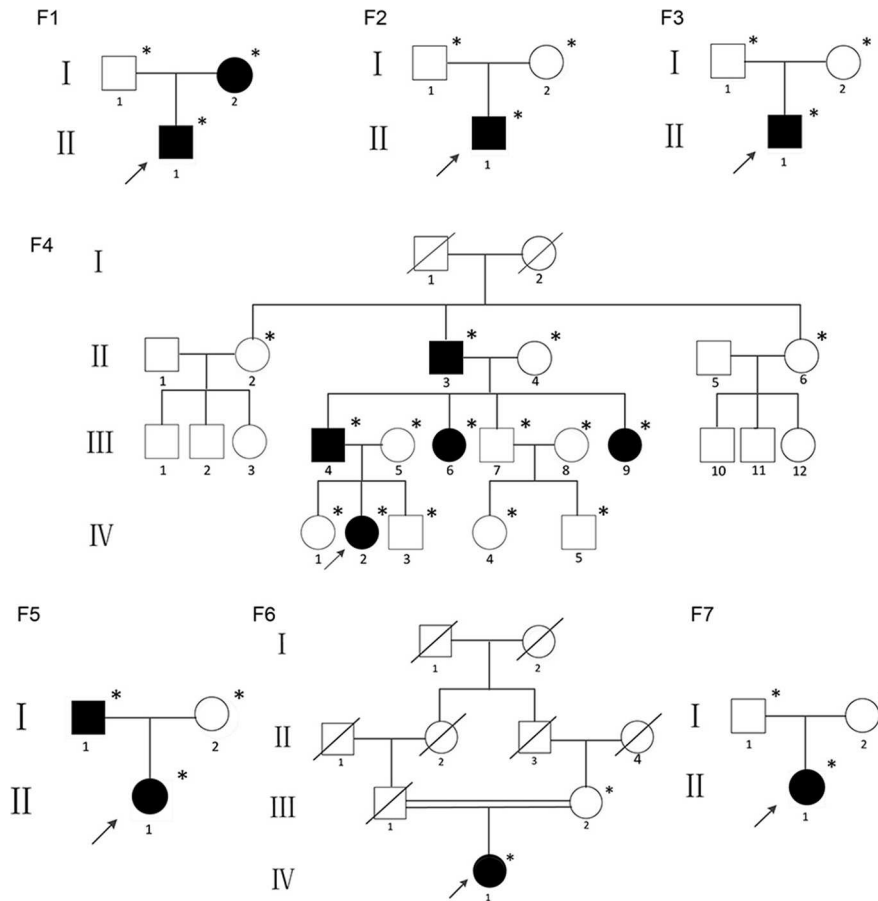 F1 F2 F3
* * * * * *
I I I
1 2 1 2 1 2
* * *
II II II
1 1 1
F4
I
1 2
* * * *
II
1 2 3 4 5 6
* * * * * *
III
1 2 3 4 5 6 7 8 9 10 11 12
* * * * *
IV
1 2 3 4 5
F5 F6 F7
I
1 2
* * *
I I
1 2 1 2
II
1 2 3 4
* *
II II
1 1
*
III
1 2
*
IV
1